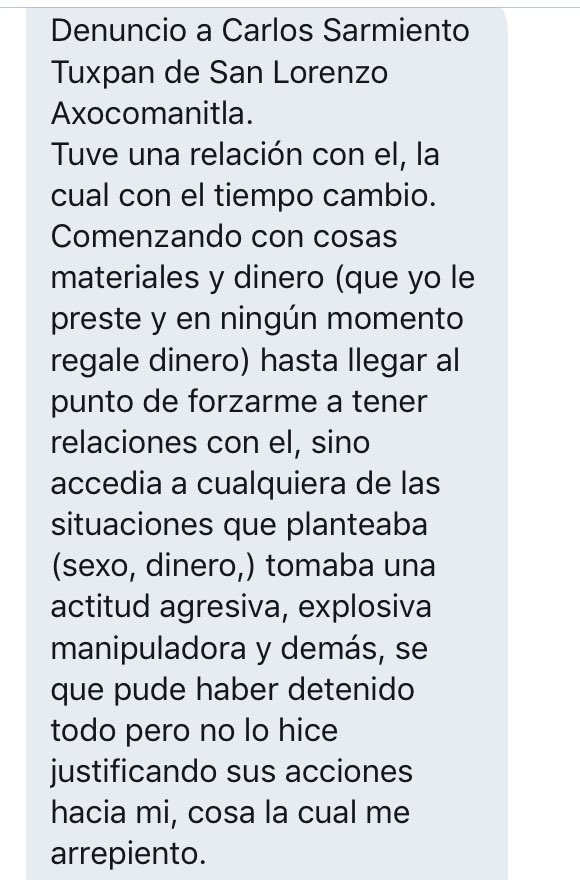 Denuncio a Carlos Sarmiento
Tuxpan de San Lorenzo
Axocomanitla.
Tuve una relación con el, la
cual con el tiempo cambio.
Comenzando con cosas
materiales y dinero (que yo le
preste y en ningún momento
regale dinero) hasta llegar al
punto de forzarme a tener
relaciones con el, sino
accedia a cualquiera de las
situaciones que planteaba
(sexo, dinero,) tomaba una
actitud agresiva, explosiva
manipuladora y demás, se
que pude haber detenido
todo pero no lo hice
justificando sus acciones
hacia mi, cosa la cual me
arrepiento.